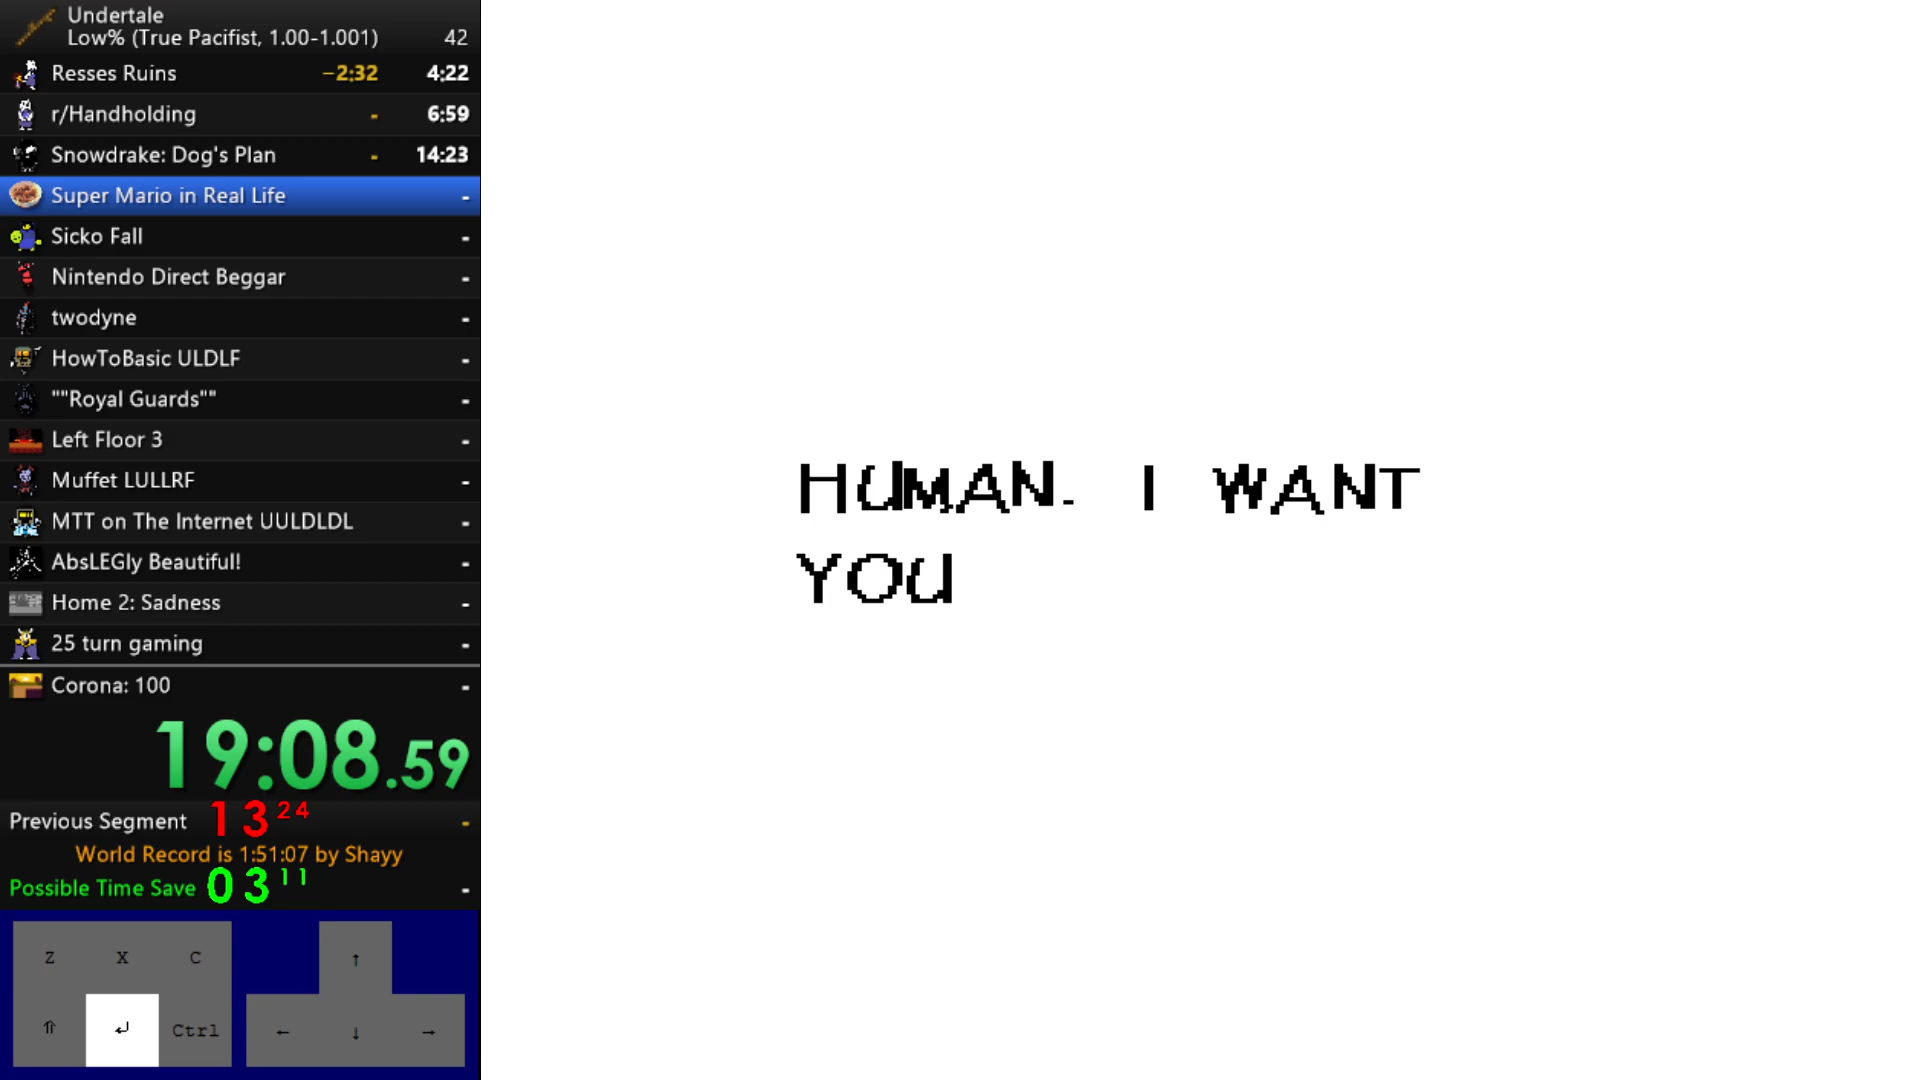 Undertale
Low% (True Pacifist, 1.00-1.001) 42
Resses Ruins −2:32 4:22
r/Handholding - 6:59
Snowdrake: Dog's Plan - 14:23
Super Mario in Real Life -
Sicko Fall -
Nintendo Direct Beggar -
twodyne -
HowToBasic ULDLF -
""Royal Guards"" -
Left Floor 3 -
Muffet LULLRF -
MTT on The Internet UULDLDL -
AbsLEGly Beautiful! -
Home 2: Sadness -
25 turn gaming -
Corona: 100 -
19:08.59
Previous Segment 13 24 -
World Record is 1:51:07 by Shayy
Possible Time Save 03 11 -
Z X C ↑
⇑ ↵ Ctrl ← ↓ →
HUMAN. I WANT
YOU